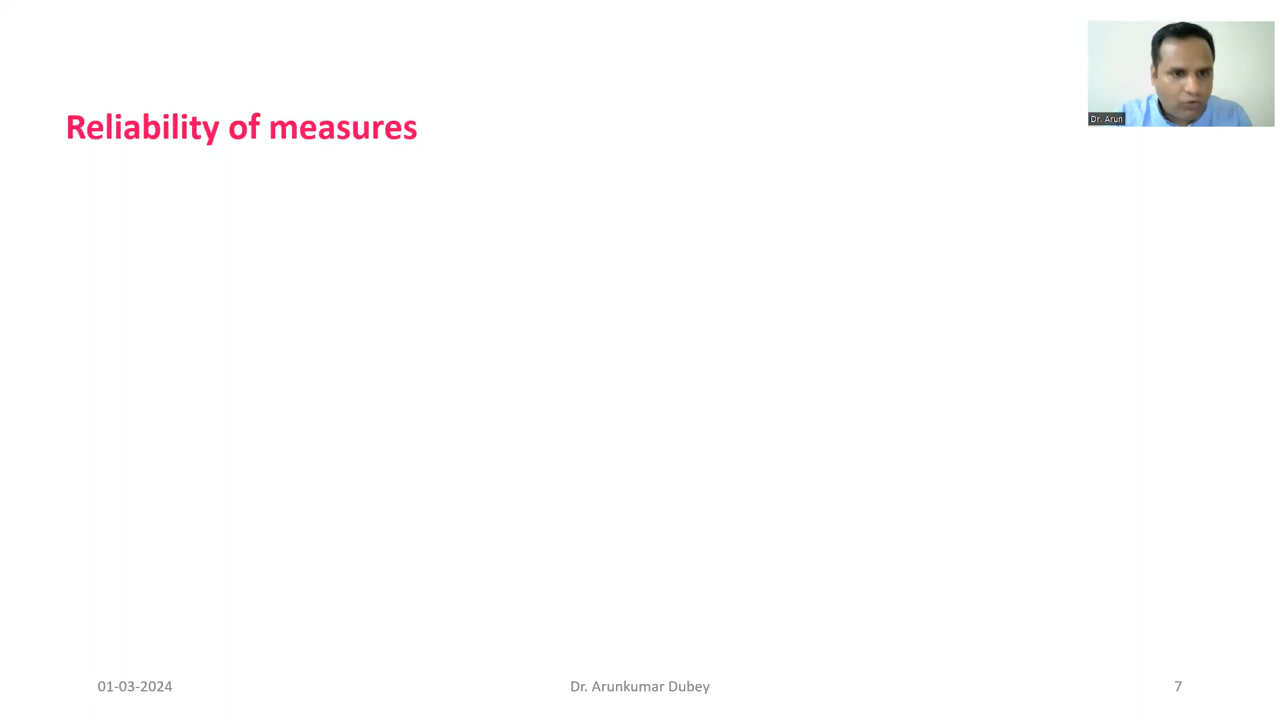 Dr. Arun
Reliability of measures
01-03-2024
Dr. Arunkumar Dubey
7